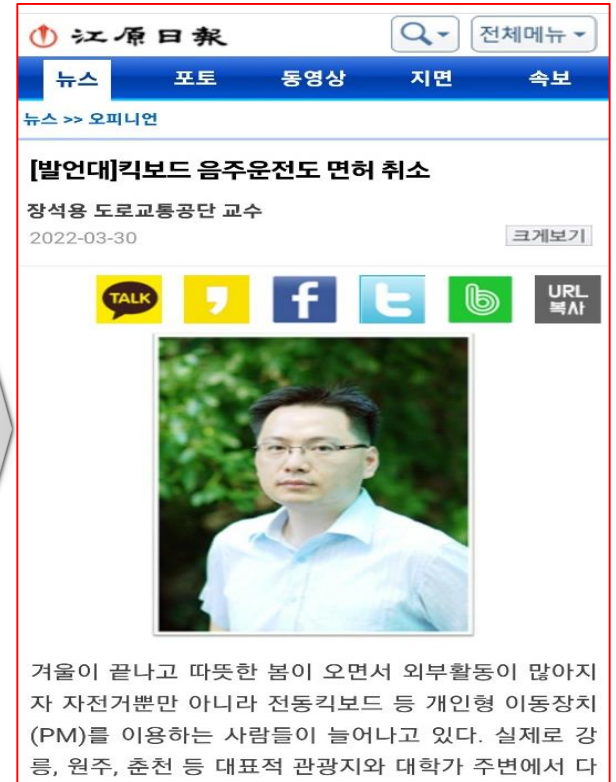 江原日報
전체메뉴
뉴스 포토 동영상 지면 속보
뉴스 >> 오피니언
[발언대]킥보드 음주운전도 면허 취소
장석용 도로교통공단 교수
2022-03-30
크게보기
TALK
URL
복사
겨울이 끝나고 따뜻한 봄이 오면서 외부활동이 많아지
자 자전거뿐만 아니라 전동킥보드 등 개인형 이동장치
(PM)를 이용하는 사람들이 늘어나고 있다. 실제로 강
릉, 원주, 춘천 등 대표적 관광지와 대학가 주변에서 다